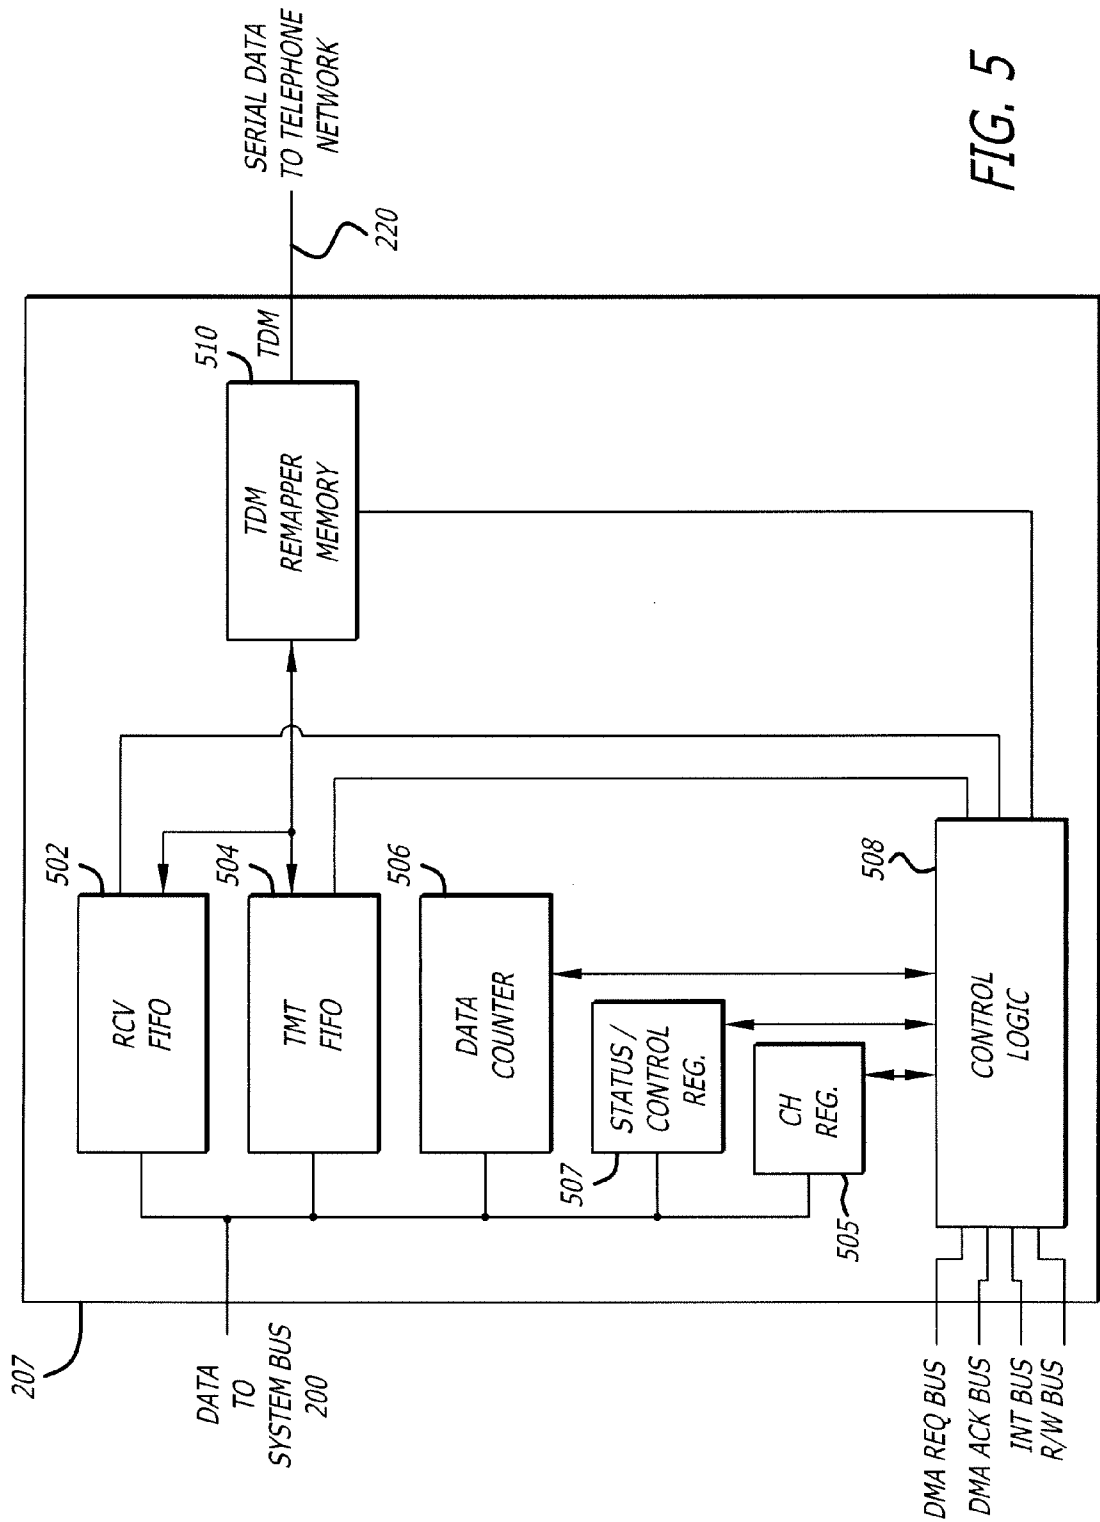 207
DATA
TO
SYSTEM BUS
200
RCV
FIFO
502
TMT
FIFO
504
DATA
COUNTER
506
STATUS /
CONTROL
REG.
507
CH
REG.
505
CONTROL
LOGIC
508
DMA REQ BUS
DMA ACK BUS
INT BUS
R/W BUS
TDM
REMAPPER
MEMORY
510
TDM
220
SERIAL DATA
TO TELEPHONE
NETWORK
FIG. 5